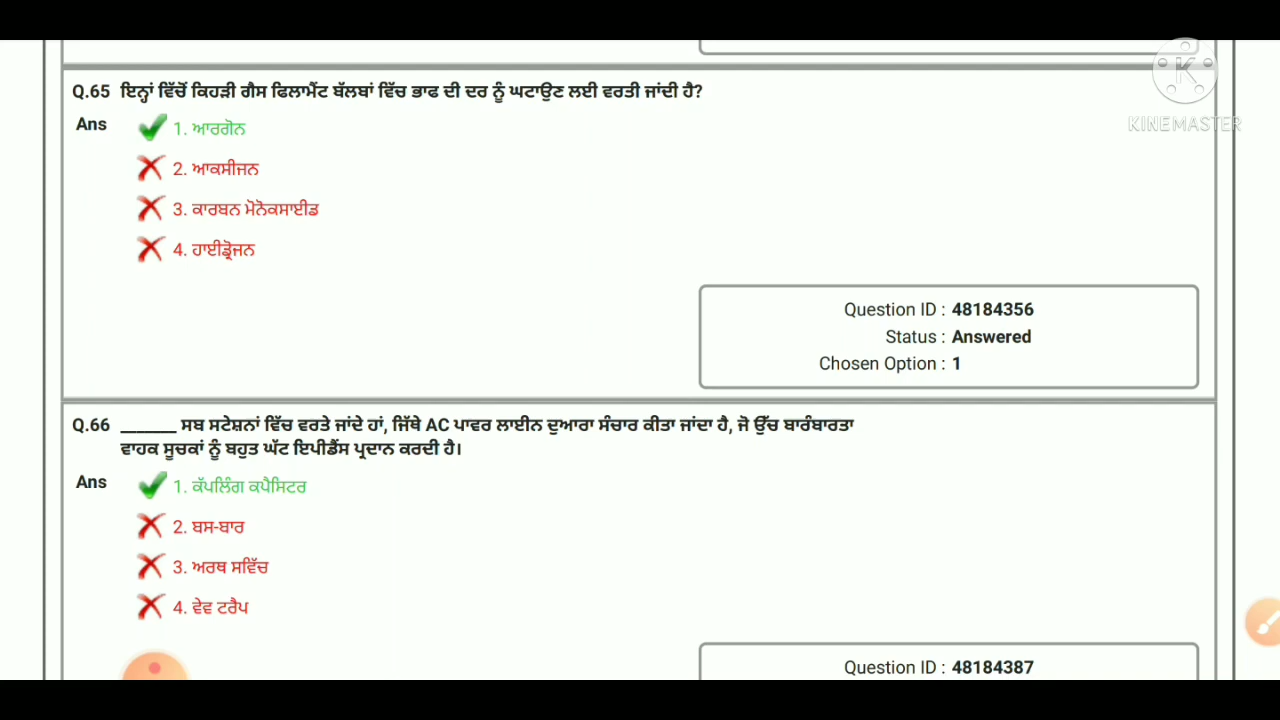 KINEMASTER
Q.65 ਇਨ੍ਹਾਂ ਵਿੱਚੋਂ ਕਿਹੜੀ ਗੈਸ ਫਿਲਾਮੈਂਟ ਬੱਲਬਾਂ ਵਿੱਚ ਭਾਫ ਦੀ ਦਰ ਨੂੰ ਘਟਾਉਣ ਲਈ ਵਰਤੀ ਜਾਂਦੀ ਹੈ?
Ans 1. ਆਰਗੋਨ
2. ਆਕਸੀਜਨ
3. ਕਾਰਬਨ ਮੋਨੋਕਸਾਈਡ
4. ਹਾਈਡ੍ਰੋਜਨ
Question ID : 48184356
Status : Answered
Chosen Option : 1
Q.66 _______ ਸਬ ਸਟੇਸ਼ਨਾਂ ਵਿੱਚ ਵਰਤੇ ਜਾਂਦੇ ਹਾਂ, ਜਿੱਥੇ AC ਪਾਵਰ ਲਾਈਨ ਦੁਆਰਾ ਸੰਚਾਰ ਕੀਤਾ ਜਾਂਦਾ ਹੈ, ਜੋ ਉੱਚ ਬਾਰੰਬਾਰਤਾ
ਵਾਹਕ ਸੂਚਕਾਂ ਨੂੰ ਬਹੁਤ ਘੱਟ ਇਪੀਡੈਂਸ ਪ੍ਰਦਾਨ ਕਰਦੀ ਹੈ।
Ans 1. ਕੱਪਲਿੰਗ ਕਪੈਸਿਟਰ
2. ਬਸ-ਬਾਰ
3. ਅਰਥ ਸਵਿੱਚ
4. ਵੇਵ ਟਰੈਪ
Question ID : 48184387